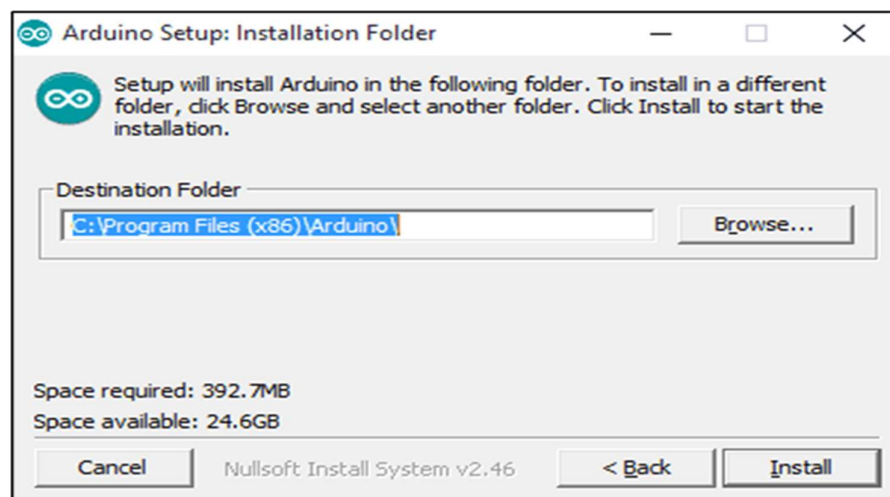 Arduino Setup: Installation Folder
Setup will install Arduino in the following folder. To install in a different
folder, click Browse and select another folder. Click Install to start the
installation.
Destination Folder
C:\Program Files (x86)\Arduino\
Browse...
Space required: 392.7MB
Space available: 24.6GB
Cancel
Nullsoft Install System v2.46
< Back
Install